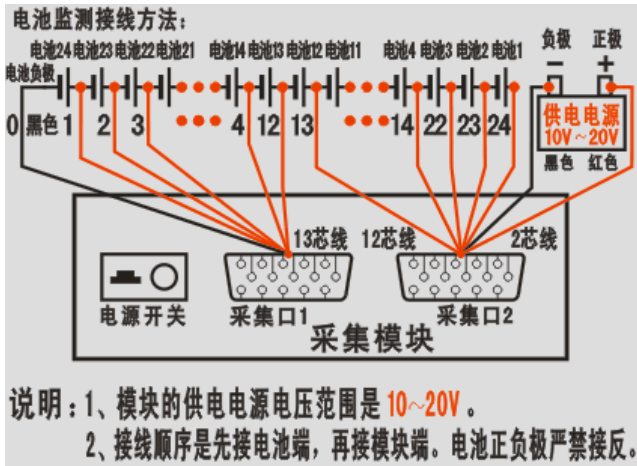 电池监测接线方法：
电池24电池23电池22电池21 电池14电池13电池12电池11 电池4电池3电池2电池1 负极 正极
电池负极 − +
0 黑色 1 2 3 4 12 13 14 22 23 24 供电电源
10V～20V
黑色 红色
13芯线 12芯线 2芯线
电源开关 采集口1 采集口2
采集模块
说明：1、模块的供电电源电压范围是 10～20V 。
2、接线顺序是先接电池端，再接模块端。电池正负极严禁接反。